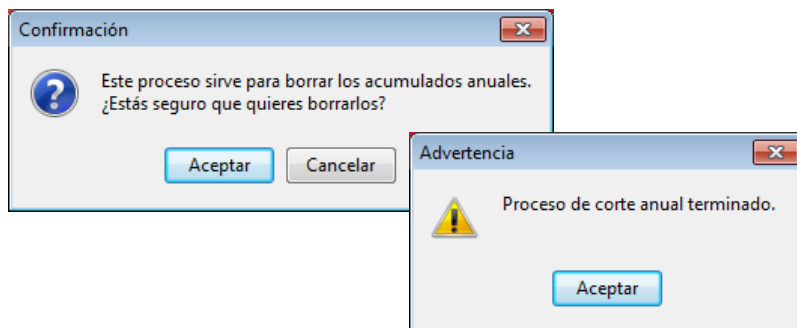 Confirmación
Este proceso sirve para borrar los acumulados anuales.
¿Estás seguro que quieres borrarlos?
Aceptar
Cancelar
Advertencia
Proceso de corte anual terminado.
Aceptar